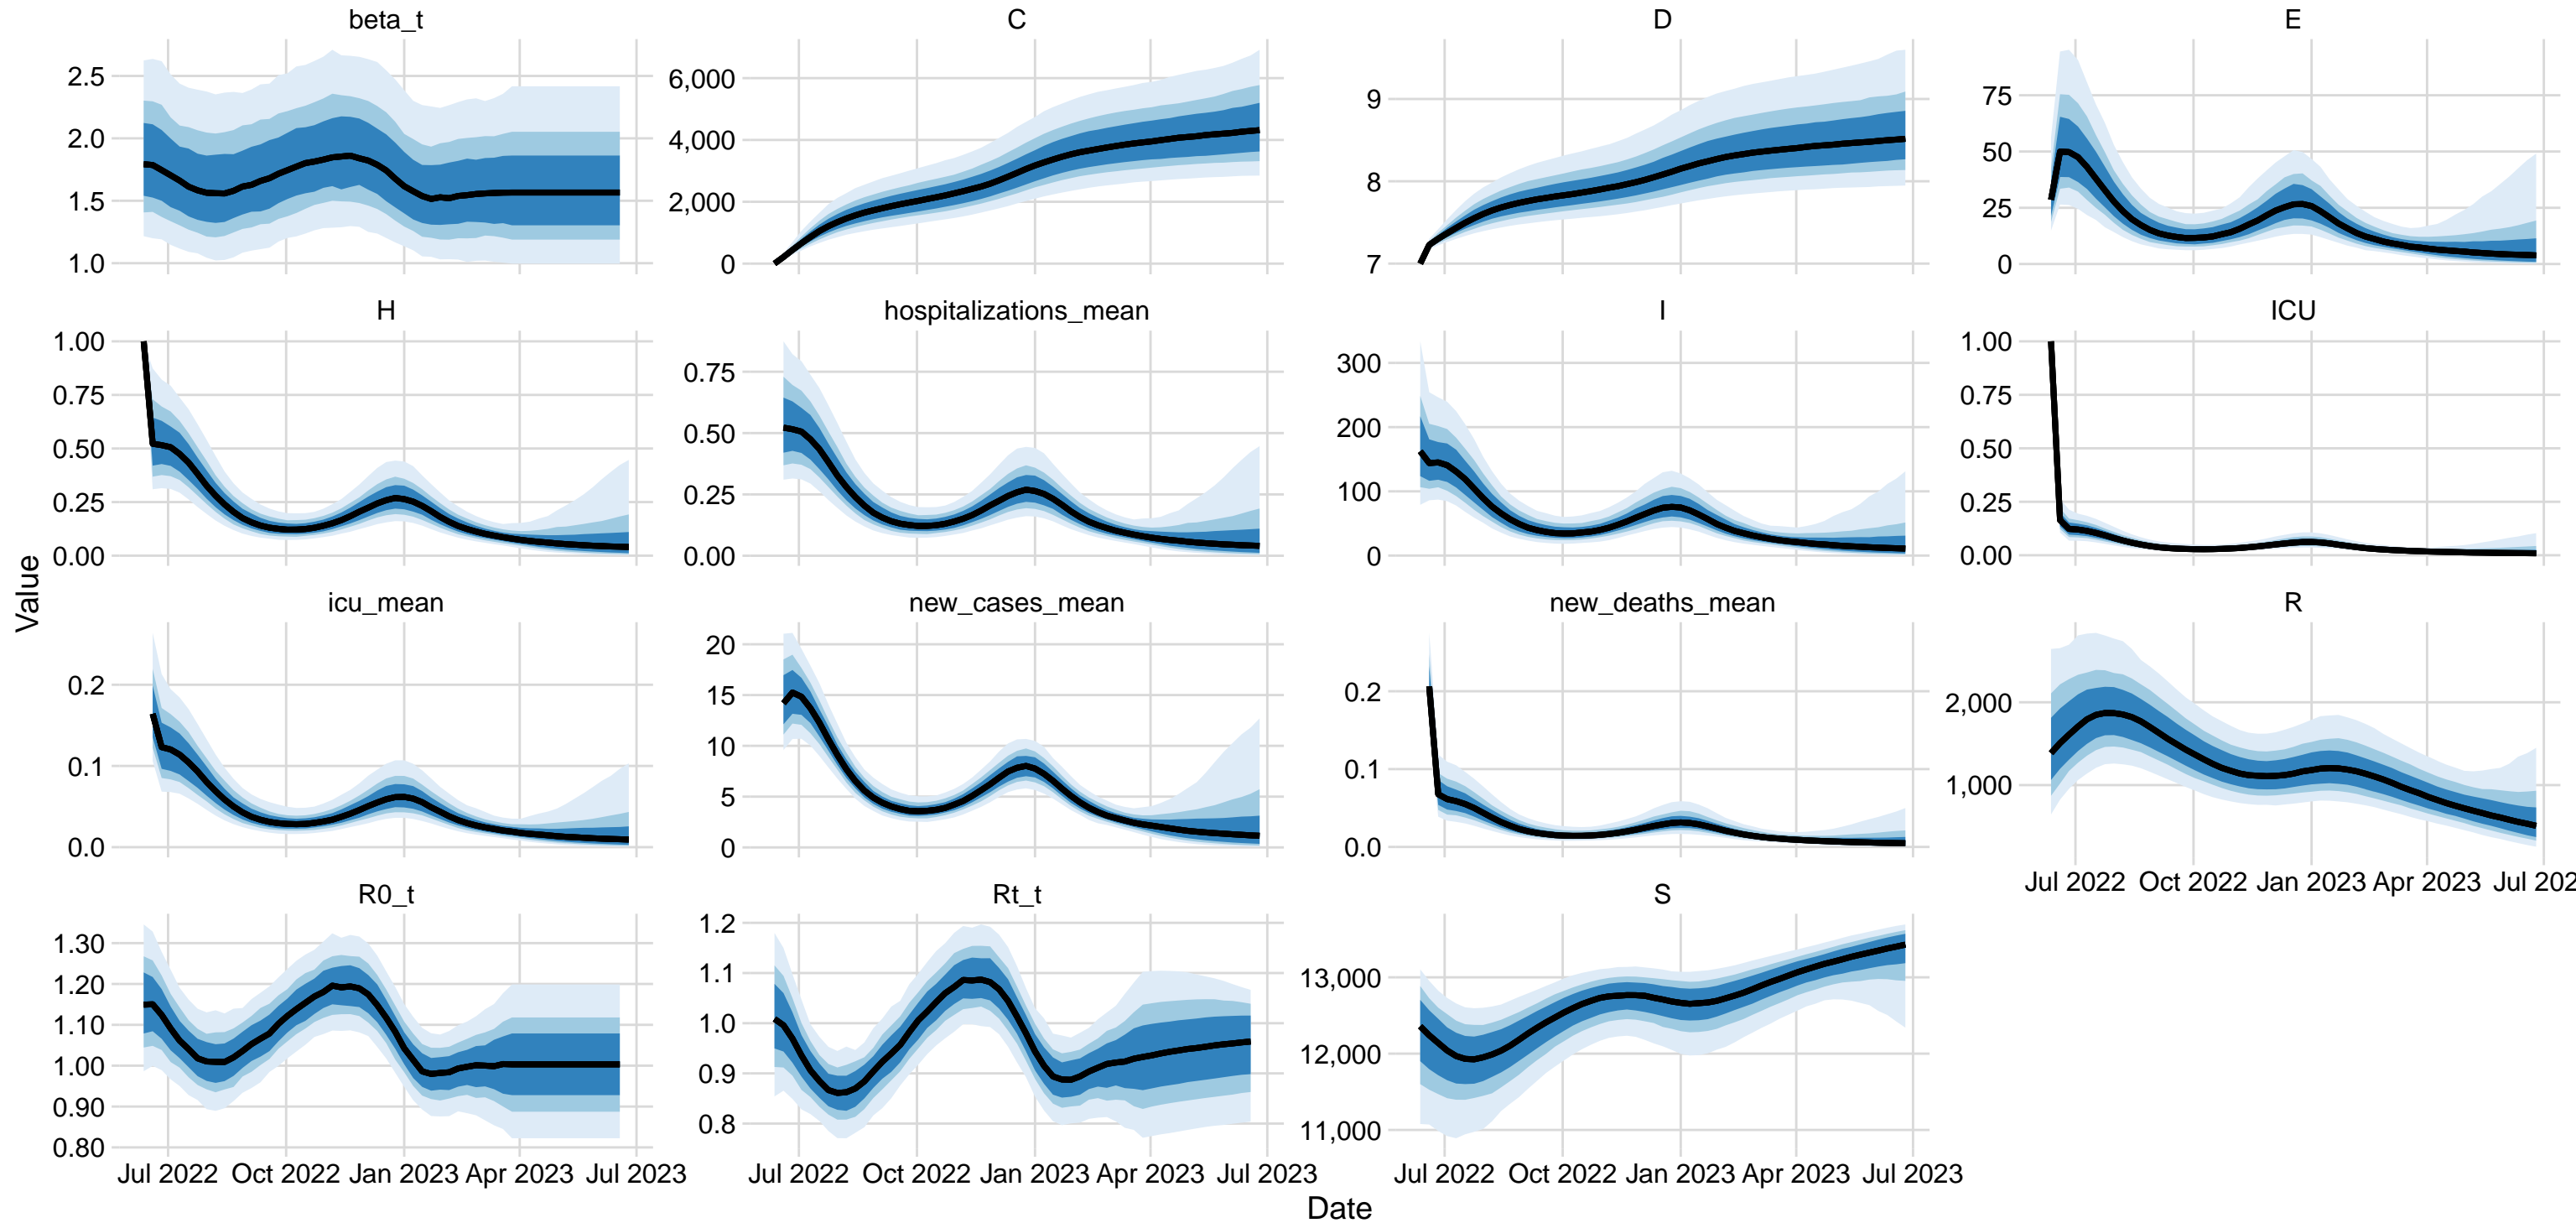 beta_t
C
D
E
2.5
2.0
1.5
1.0
6,000
4,000
2,000
0
9
8
7
75
50
25
0
H
hospitalizations_mean
I
ICU
1.00
0.75
0.50
0.25
0.00
0.75
0.50
0.25
0.00
300
200
100
0
1.00
0.75
0.50
0.25
0.00
Value
icu_mean
new_cases_mean
new_deaths_mean
R
0.2
0.1
0.0
20
15
10
5
0
0.2
0.1
0.0
2,000
1,000
Jul 2022 Oct 2022 Jan 2023 Apr 2023 Jul 202
R0_t
Rt_t
S
1.30
1.20
1.10
1.00
0.90
0.80
1.2
1.1
1.0
0.9
0.8
13,000
12,000
11,000
Jul 2022 Oct 2022 Jan 2023 Apr 2023 Jul 2023
Jul 2022 Oct 2022 Jan 2023 Apr 2023 Jul 2023
Jul 2022 Oct 2022 Jan 2023 Apr 2023 Jul 2023
Date